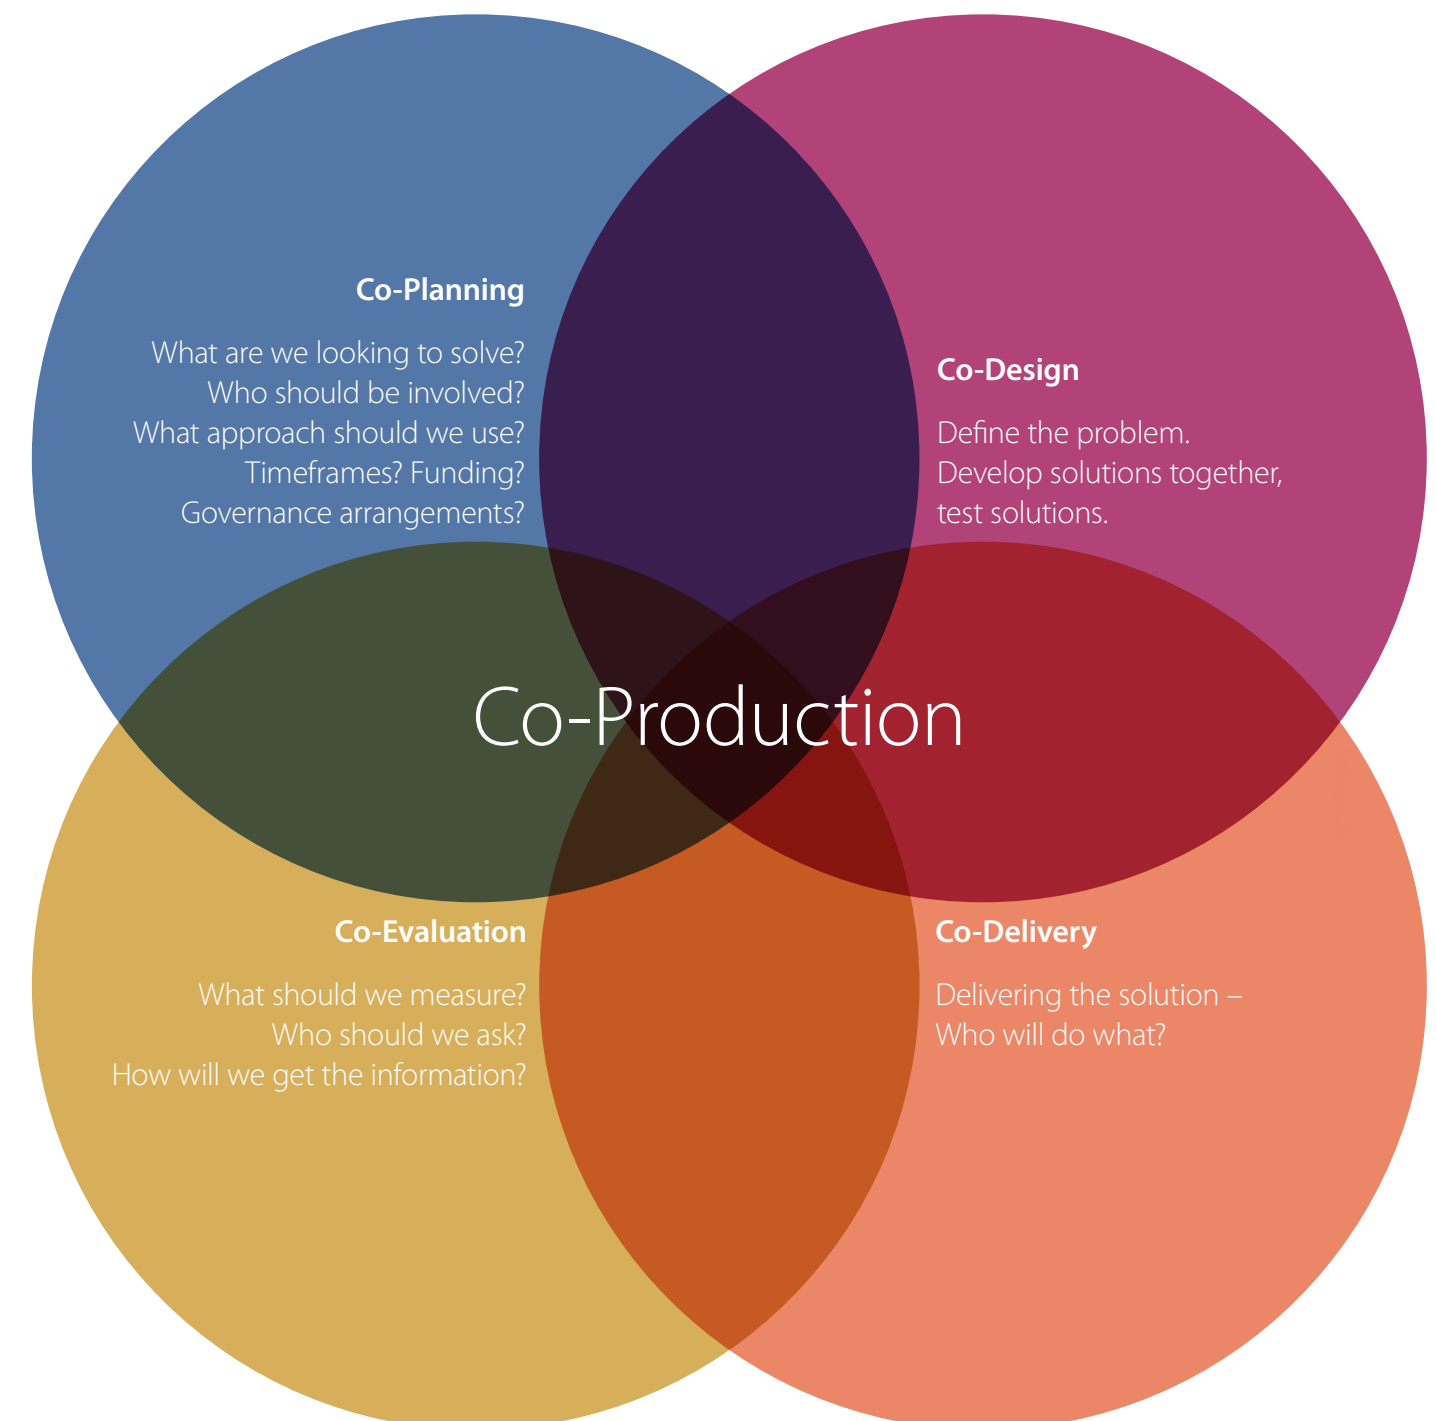 Co-Planning
What are we looking to solve?
Who should be involved?
What approach should we use?
Timeframes? Funding?
Governance arrangements?
Co-Design
Define the problem.
Develop solutions together,
test solutions.
Co-Production
Co-Evaluation
What should we measure?
Who should we ask?
How will we get the information?
Co-Delivery
Delivering the solution –
Who will do what?